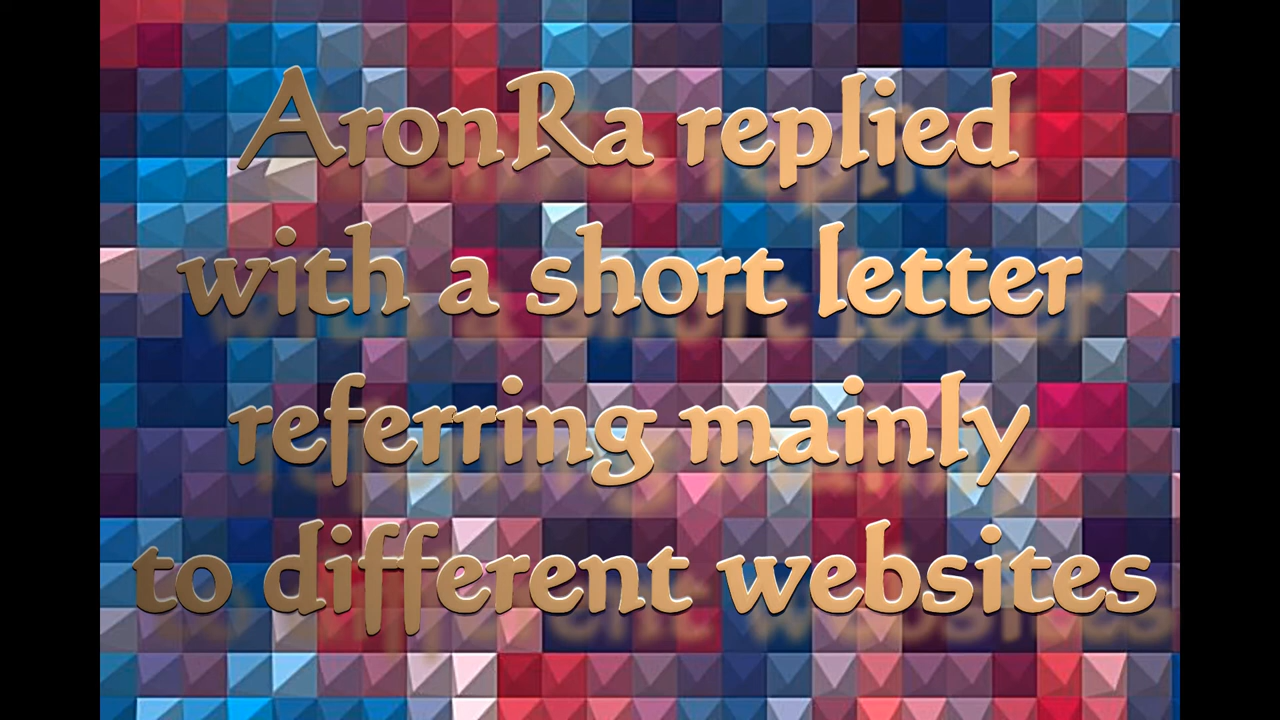 AronRa replied
with a short letter
referring mainly
to different websites